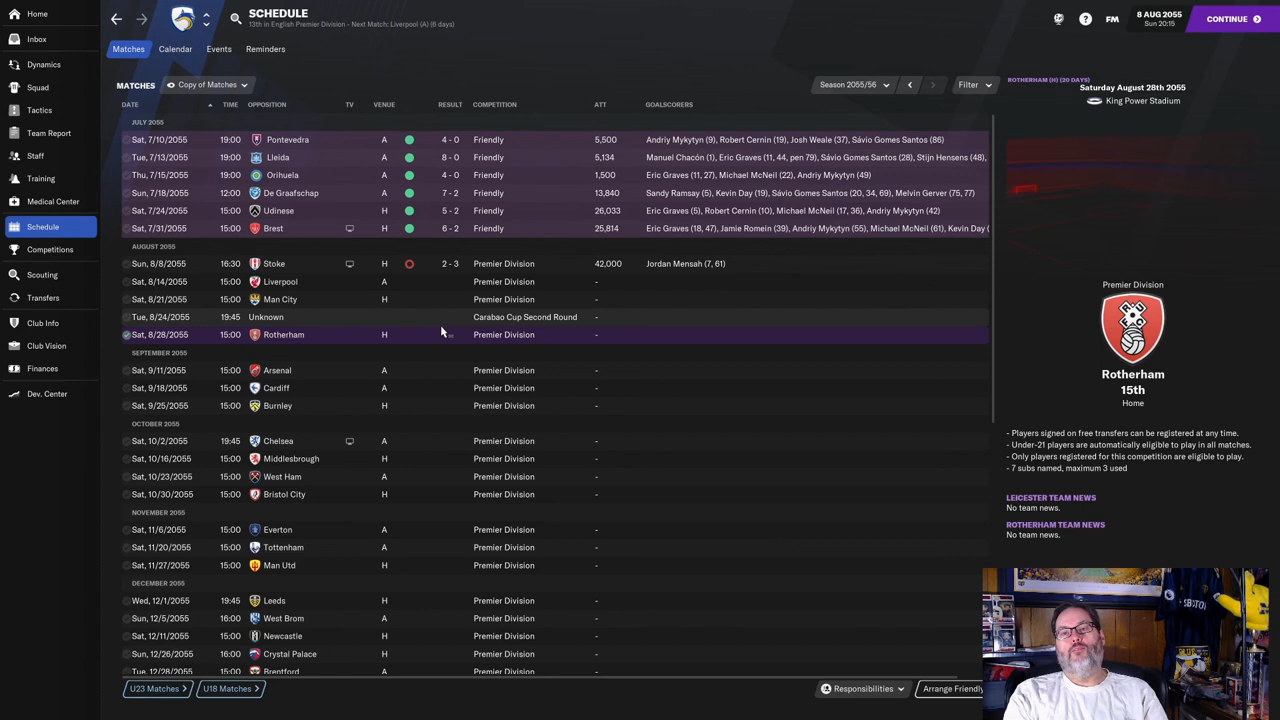 Home
SCHEDULE
13th in English Premier Division - Next Match: Liverpool (A) (6 days)
FM
8 AUG 2055
Sun 20:15
CONTINUE
Inbox
Dynamics
Squad
Tactics
Team Report
Staff
Training
Medical Center
Schedule
Competitions
Scouting
Transfers
Club Info
Club Vision
Finances
Dev. Center
Matches Calendar Events Reminders
MATCHES Copy of Matches Season 2055/56 Filter
DATE TIME OPPOSITION TV VENUE RESULT COMPETITION ATT GOALSCORERS
JULY 2055
Sat, 7/10/2055 19:00 Pontevedra A 4 - 0 Friendly 5,500 Andriy Mykytyn (9), Robert Cernin (19), Josh Weale (37), Sávio Gomes Santos (86)
Tue, 7/13/2055 19:00 Lleida A 8 - 0 Friendly 5,134 Manuel Chacón (1), Eric Graves (11, 44, pen 79), Sávio Gomes Santos (28), Stijn Hensens (48),
Thu, 7/15/2055 19:00 Orihuela A 4 - 0 Friendly 1,500 Eric Graves (11, 27), Michael McNeil (22), Andriy Mykytyn (49)
Sun, 7/18/2055 12:00 De Graafschap A 7 - 2 Friendly 13,840 Sandy Ramsay (5), Kevin Day (19), Sávio Gomes Santos (20, 34, 69), Melvin Gerver (75, 77)
Sat, 7/24/2055 15:00 Udinese H 5 - 2 Friendly 26,033 Eric Graves (5), Robert Cernin (10), Michael McNeil (17, 36), Andriy Mykytyn (42)
Sat, 7/31/2055 15:00 Brest H 6 - 2 Friendly 25,814 Eric Graves (18, 47), Jamie Romein (39), Andriy Mykytyn (55), Michael McNeil (61), Kevin Day (
AUGUST 2055
Sun, 8/8/2055 16:30 Stoke H 2 - 3 Premier Division 42,000 Jordan Mensah (7, 61)
Sat, 8/14/2055 15:00 Liverpool A Premier Division -
Sat, 8/21/2055 15:00 Man City H Premier Division -
Tue, 8/24/2055 19:45 Unknown Carabao Cup Second Round -
Sat, 8/28/2055 15:00 Rotherham H Premier Division -
SEPTEMBER 2055
Sat, 9/11/2055 15:00 Arsenal A Premier Division -
Sat, 9/18/2055 15:00 Cardiff A Premier Division -
Sat, 9/25/2055 15:00 Burnley H Premier Division -
OCTOBER 2055
Sat, 10/2/2055 19:45 Chelsea A Premier Division -
Sat, 10/16/2055 15:00 Middlesbrough H Premier Division -
Sat, 10/23/2055 15:00 West Ham A Premier Division -
Sat, 10/30/2055 15:00 Bristol City H Premier Division -
NOVEMBER 2055
Sat, 11/6/2055 15:00 Everton A Premier Division -
Sat, 11/20/2055 15:00 Tottenham A Premier Division -
Sat, 11/27/2055 15:00 Man Utd H Premier Division -
DECEMBER 2055
Wed, 12/1/2055 19:45 Leeds H Premier Division -
Sun, 12/5/2055 16:00 West Brom A Premier Division -
Sat, 12/11/2055 15:00 Newcastle H Premier Division -
Sun, 12/26/2055 15:00 Crystal Palace H Premier Division -
Tue, 12/28/2055 15:00 Brentford A Premier Division -
U23 Matches U18 Matches Responsibilities Arrange Friendly
ROTHERHAM (H) (20 DAYS)
Saturday August 28th 2055
King Power Stadium
Premier Division
Rotherham
15th
Home
- Players signed on free transfers can be registered at any time.
- Under-21 players are automatically eligible to play in all matches.
- Only players registered for this competition are eligible to play.
- 7 subs named, maximum 3 used
LEICESTER TEAM NEWS
No team news.
ROTHERHAM TEAM NEWS
No team news.